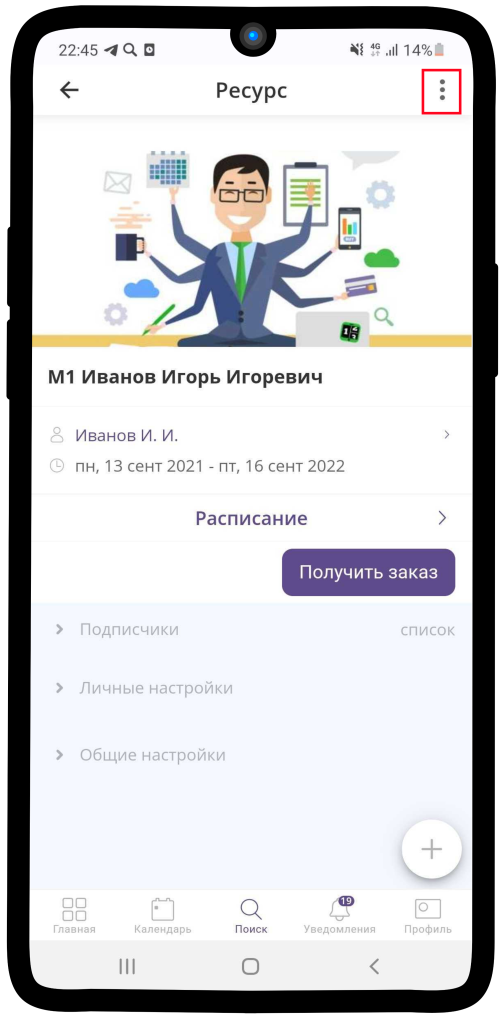 22:45 4G 14%
Ресурс
М1 Иванов Игорь Игоревич
Иванов И. И.
пн, 13 сент 2021 - пт, 16 сент 2022
Расписание
Получить заказ
Подписчики список
Личные настройки
Общие настройки
19
Главная Календарь Поиск Уведомления Профиль